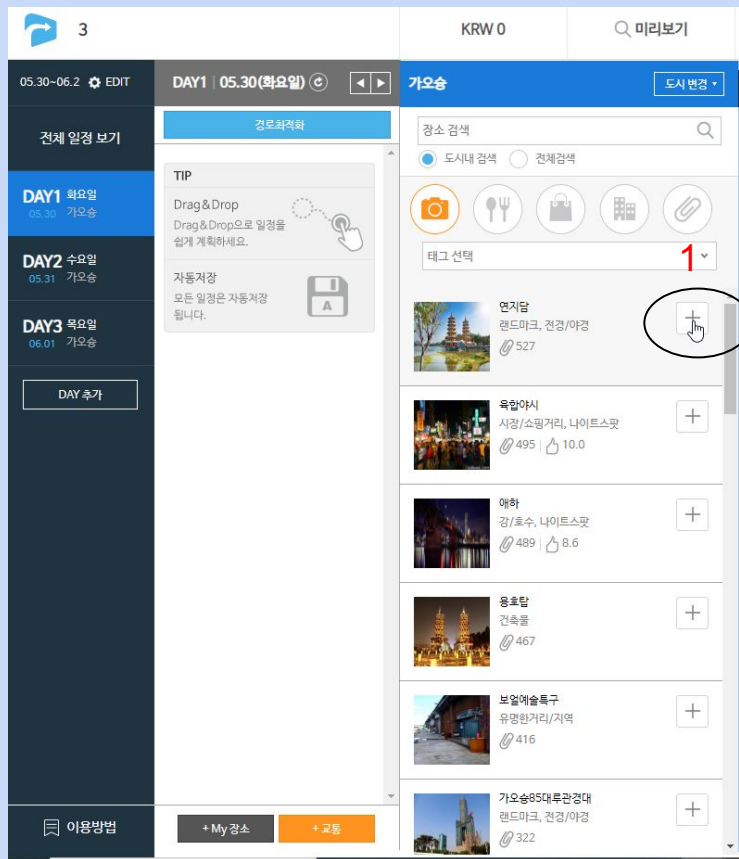 3
KRW 0
미리보기
05.30~06.2 EDIT
전체 일정 보기
DAY1 화요일
05.30 가오슝
DAY2 수요일
05.31 가오슝
DAY3 목요일
06.01 가오슝
DAY 추가
이용방법
DAY1 | 05.30(화요일)
경로최적화
TIP
Drag&Drop
Drag&Drop으로 일정을
쉽게 계획하세요.
자동저장
모든 일정은 자동저장
됩니다.
A
+ My 장소
+ 교통
가오슝
도시 변경
장소 검색
도시내 검색 전체검색
태그 선택
1
연지담
랜드마크, 전경/야경
527
육합야시
시장/쇼핑거리, 나이트스팟
495 | 10.0
애하
강/호수, 나이트스팟
489 | 8.6
용호탑
건축물
467
보얼예술특구
유명한거리/지역
416
가오슝85대루관경대
랜드마크, 전경/야경
322